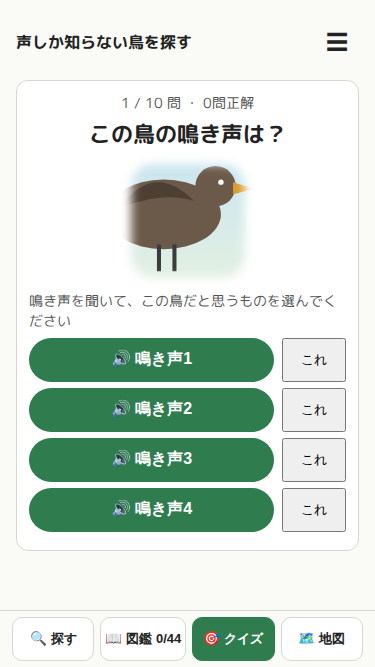 声しか知らない鳥を探す
1 / 10 問 · 0問正解
この鳥の鳴き声は？
鳴き声を聞いて、この鳥だと思うものを選んでく
ださい
🔊 鳴き声1 これ
🔊 鳴き声2 これ
🔊 鳴き声3 これ
🔊 鳴き声4 これ
🔍 探す 📖 図鑑 0/44 🎯 クイズ 🗺️ 地図